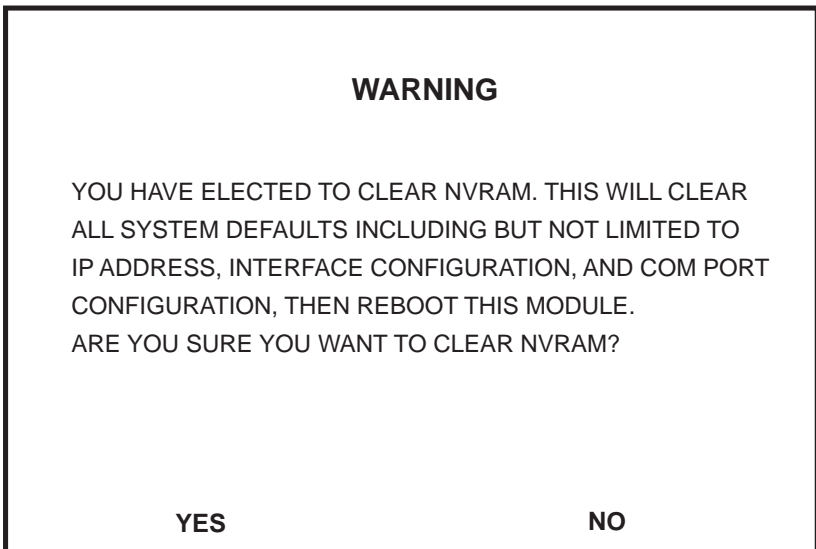 WARNING
YOU HAVE ELECTED TO CLEAR NVRAM. THIS WILL CLEAR
ALL SYSTEM DEFAULTS INCLUDING BUT NOT LIMITED TO
IP ADDRESS, INTERFACE CONFIGURATION, AND COM PORT
CONFIGURATION, THEN REBOOT THIS MODULE.
ARE YOU SURE YOU WANT TO CLEAR NVRAM?
YES NO